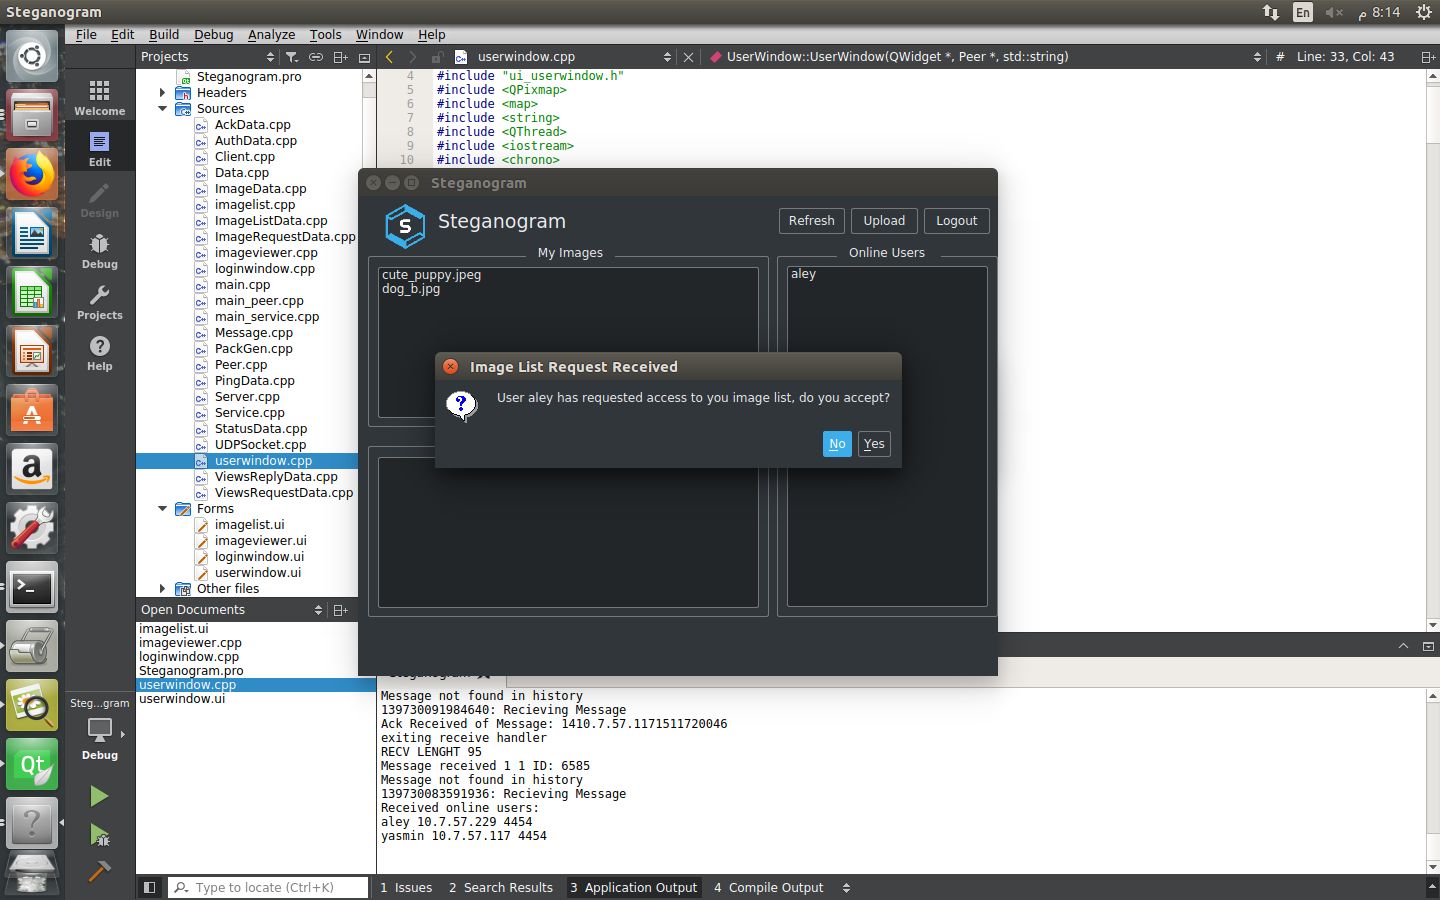 Steganogram
En
8:14 م
File Edit Build Debug Analyze Tools Window Help
Projects
userwindow.cpp
UserWindow::UserWindow(QWidget *, Peer *, std::string)
# Line: 33, Col: 43
Welcome
Edit
Design
Debug
Projects
Help
Steg...gram
Debug
Steganogram.pro
Headers
Sources
AckData.cpp
AuthData.cpp
Client.cpp
Data.cpp
ImageData.cpp
imagelist.cpp
ImageListData.cpp
ImageRequestData.cpp
imageviewer.cpp
loginwindow.cpp
main.cpp
main_peer.cpp
main_service.cpp
Message.cpp
PackGen.cpp
Peer.cpp
PingData.cpp
Server.cpp
Service.cpp
StatusData.cpp
UDPSocket.cpp
userwindow.cpp
ViewsReplyData.cpp
ViewsRequestData.cpp
Forms
imagelist.ui
imageviewer.ui
loginwindow.ui
userwindow.ui
Other files
Open Documents
imagelist.ui
imageviewer.cpp
loginwindow.cpp
Steganogram.pro
userwindow.cpp
userwindow.ui
4 #include "ui_userwindow.h"
5 #include <QPixmap>
6 #include <map>
7 #include <string>
8 #include <QThread>
9 #include <iostream>
10 #include <chrono>
Steganogram
S
Steganogram
Refresh Upload Logout
My Images
cute_puppy.jpeg
dog_b.jpg
Online Users
aley
Image List Request Received
User aley has requested access to you image list, do you accept?
No Yes
Steganogram
Message not found in history
139730091984640: Recieving Message
Ack Received of Message: 1410.7.57.1171511720046
exiting receive handler
RECV LENGHT 95
Message received 1 1 ID: 6585
Message not found in history
139730083591936: Recieving Message
Received online users:
aley 10.7.57.229 4454
yasmin 10.7.57.117 4454
Type to locate (Ctrl+K)
1 Issues 2 Search Results 3 Application Output 4 Compile Output